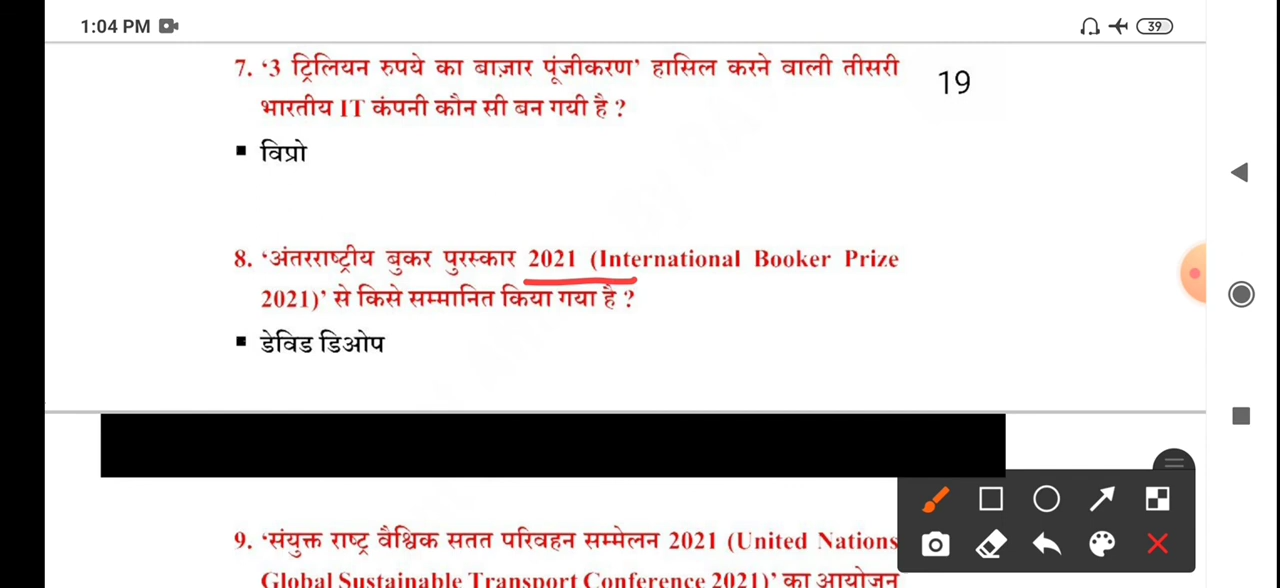 1:04 PM
39
7. ‘3 ट्रिलियन रुपये का बाज़ार पूंजीकरण’ हासिल करने वाली तीसरी
19
भारतीय IT कंपनी कौन सी बन गयी है ?
▪ विप्रो
8. ‘अंतरराष्ट्रीय बुकर पुरस्कार 2021 (International Booker Prize
2021)’ से किसे सम्मानित किया गया है ?
▪ डेविड डिओप
9. ‘संयुक्त राष्ट्र वैश्विक सतत परिवहन सम्मेलन 2021 (United Nations
Global Sustainable Transport Conference 2021)’ का आयोजन